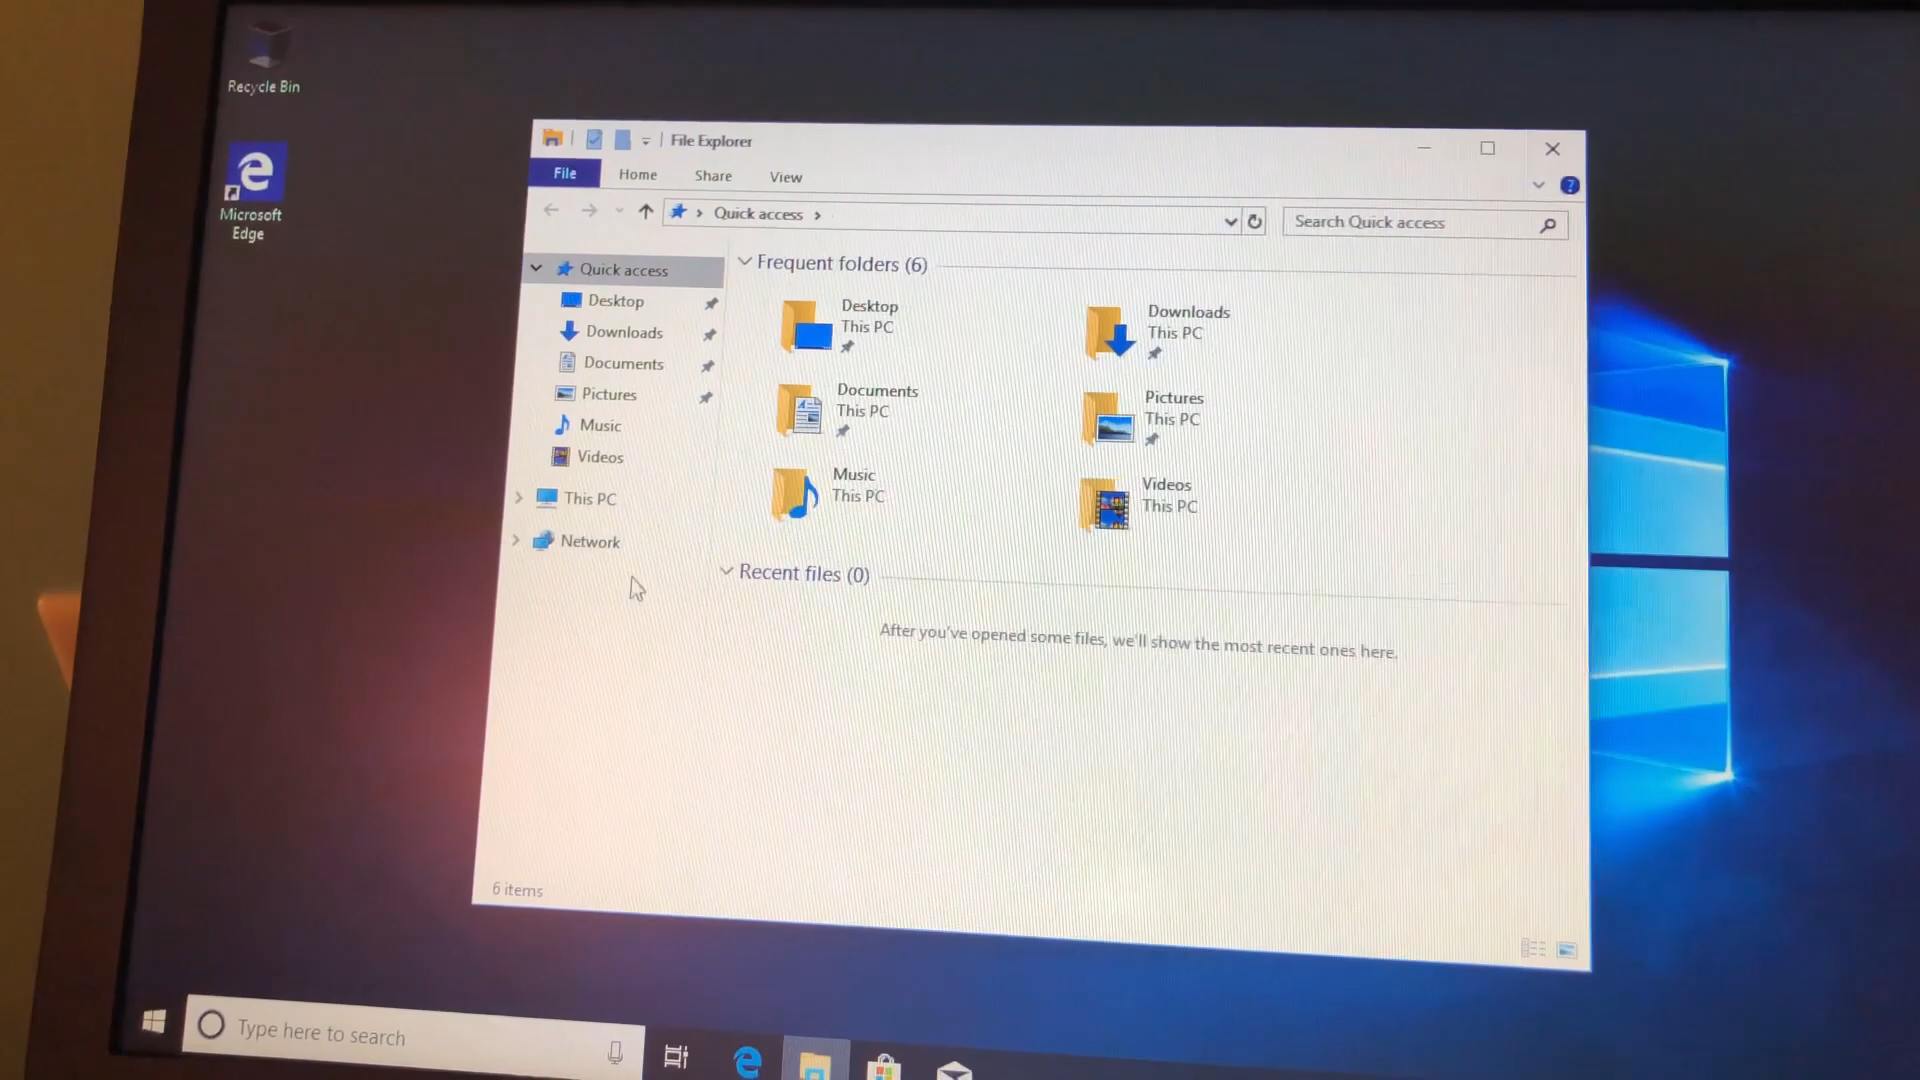 Recycle Bin
Microsoft
Edge
File Explorer
File
Home
Share
View
Quick access
Search Quick access
Quick access
Desktop
Downloads
Documents
Pictures
Music
Videos
This PC
Network
Frequent folders (6)
Desktop
This PC
Downloads
This PC
Documents
This PC
Pictures
This PC
Music
This PC
Videos
This PC
Recent files (0)
After you've opened some files, we'll show the most recent ones here.
6 items
Type here to search